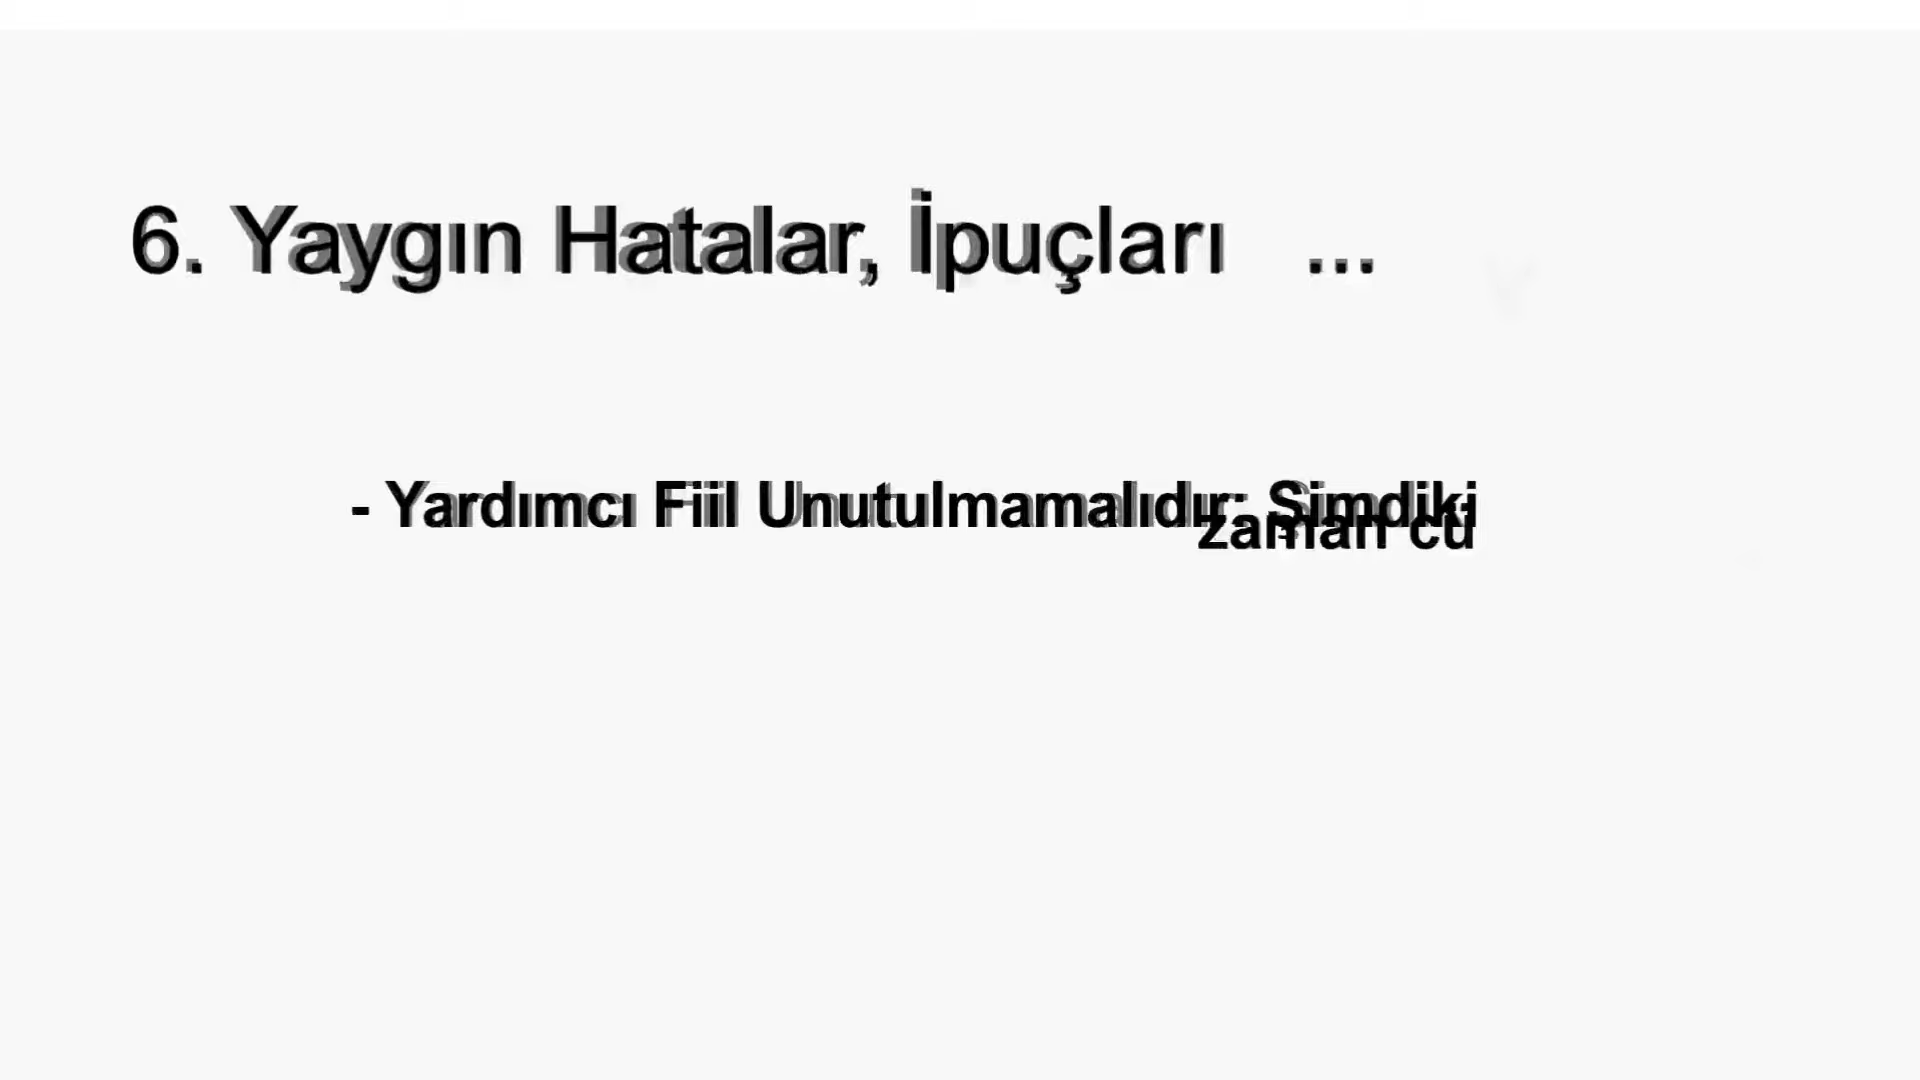 6. Yaygın Hatalar, İpuçları ...
- Yardımcı Fiil Unutulmamalıdır: Şimdiki
zaman